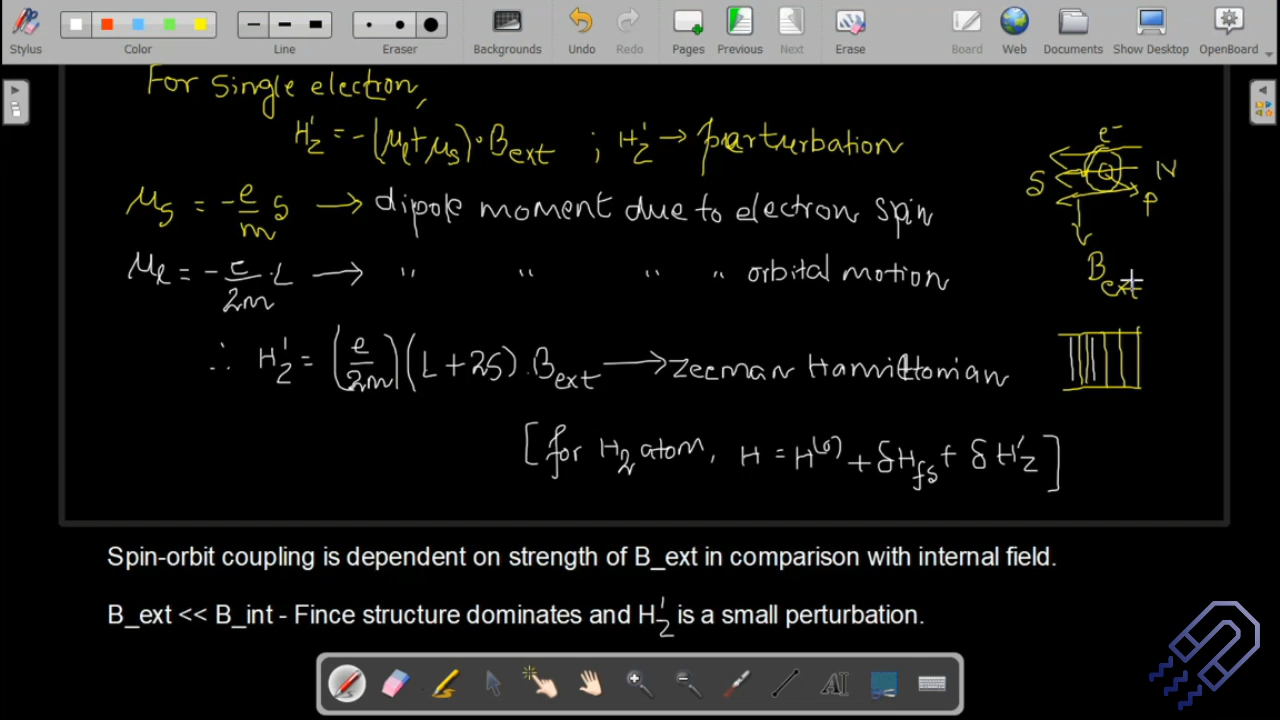 Stylus Color Line Eraser Backgrounds Undo Redo Pages Previous Next Erase Board Web Documents Show Desktop OpenBoard
For single electron,
H'z = -(μl + μs)·Bext ; H'z → perturbation
μs = -e/m S → dipole moment due to electron spin
μl = -e/2m · L → " " " " orbital motion
∴ H'z = (e/2m)(L + 2S) · Bext → Zeeman Hamiltonian
[for H2 atom, H = H(0) + δHfs + δH'z]
e-
S N
P
Bext
Spin-orbit coupling is dependent on strength of B_ext in comparison with internal field.
B_ext << B_int - Fince structure dominates and H'z is a small perturbation.
AI